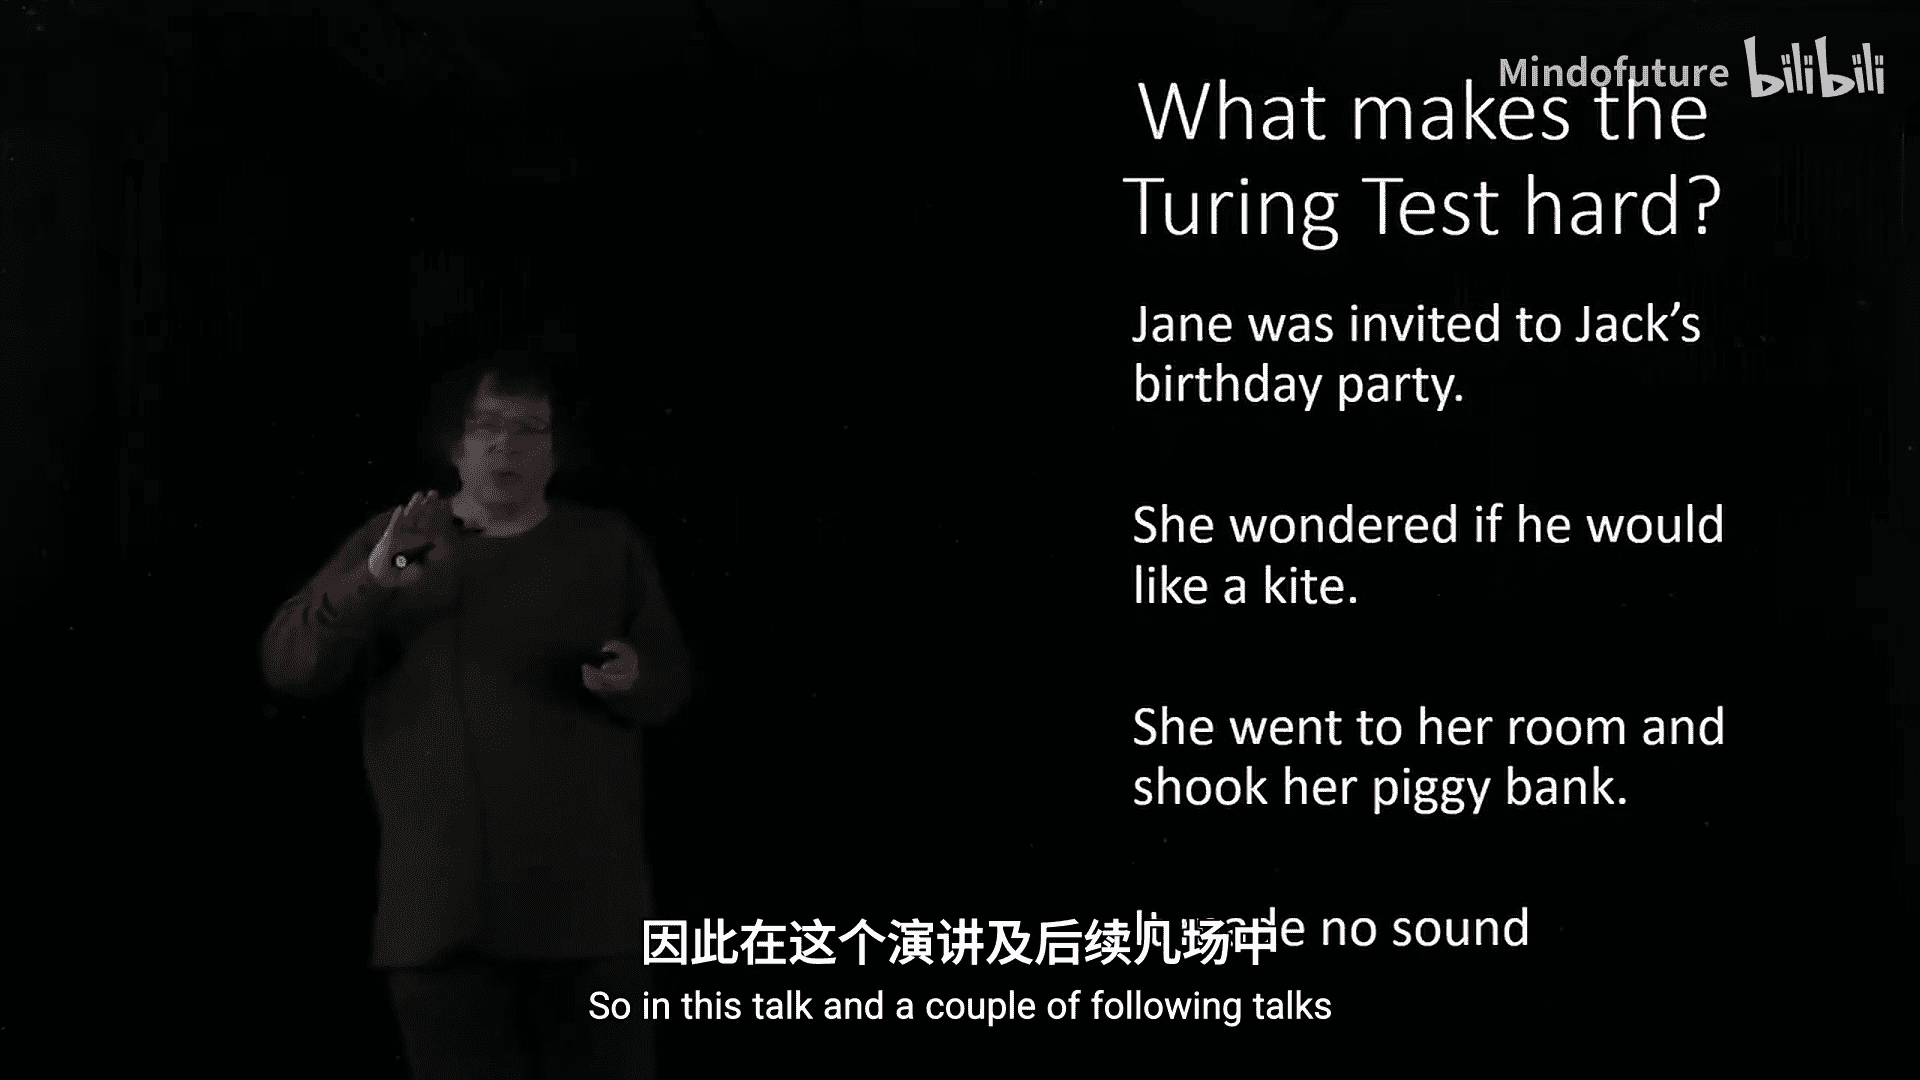 Mindofuture bilibili
What makes the
Turing Test hard?
Jane was invited to Jack’s
birthday party.
She wondered if he would
like a kite.
She went to her room and
shook her piggy bank.
no sound
因此在这个演讲及后续几场中
So in this talk and a couple of following talks